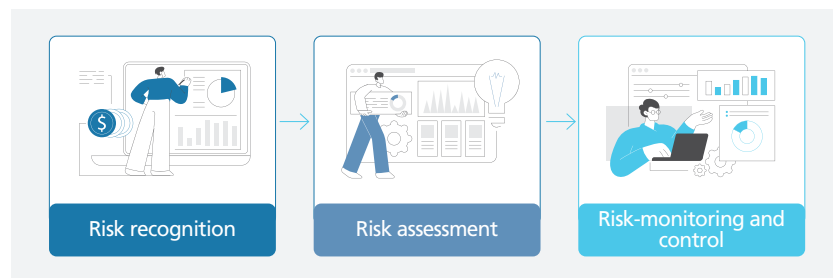 $
Risk recognition
Risk assessment
Risk-monitoring and
control